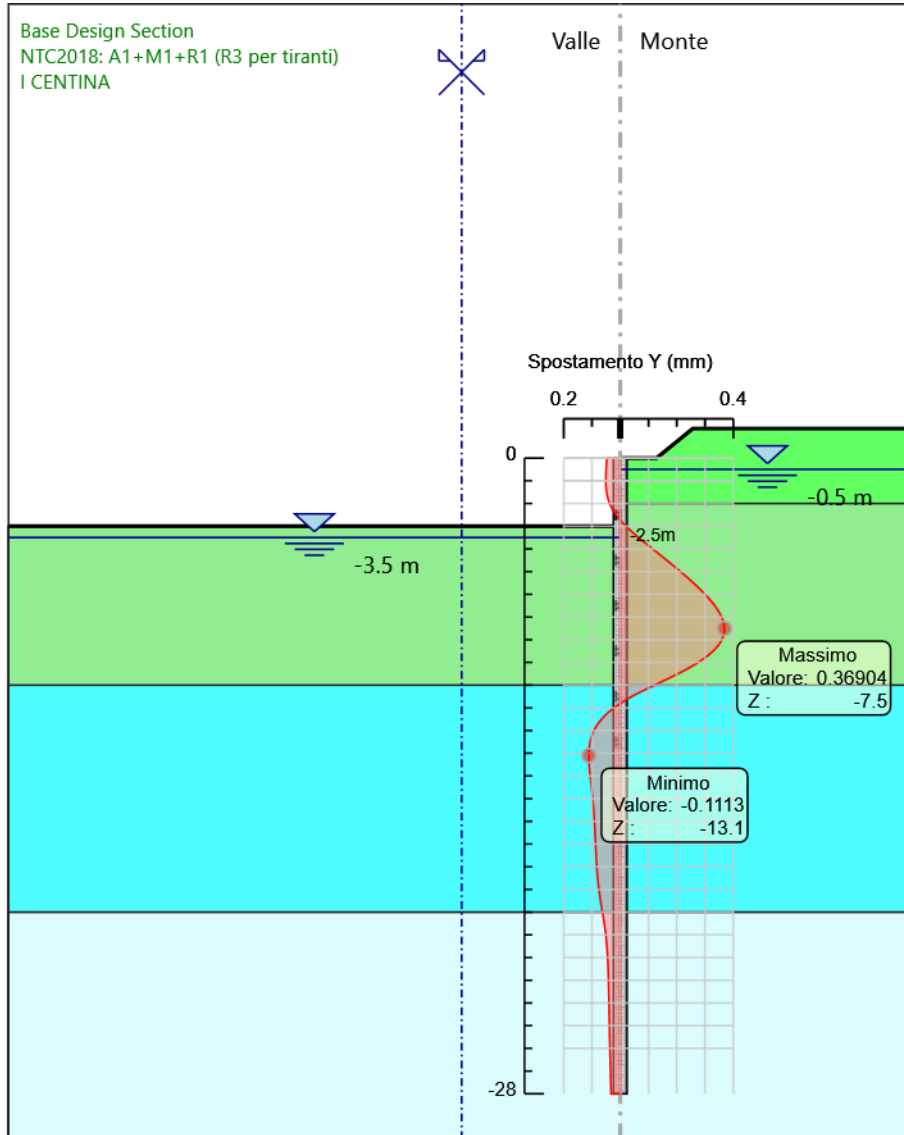 Base Design Section
NTC2018: A1+M1+R1 (R3 per tiranti)
I CENTINA
Valle
Monte
Spostamento Y (mm)
0.2
0.4
0
-0.5 m
-2.5m
-3.5 m
Massimo
Valore: 0.36904
Z : -7.5
Minimo
Valore: -0.1113
Z : -13.1
-28